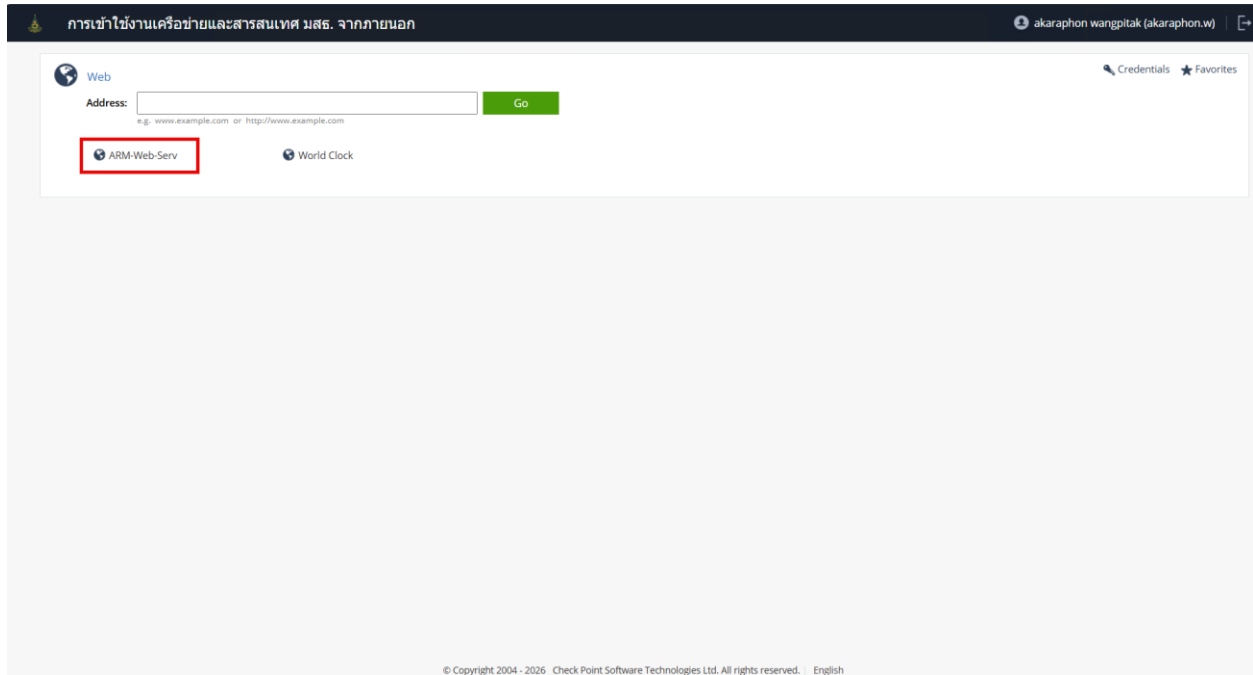 การเข้าใช้งานเครือข่ายและสารสนเทศ มสธ. จากภายนอก
akaraphon wangpitak (akaraphon.w)
Web
Credentials
Favorites
Address:
Go
e.g. www.example.com or http://www.example.com
ARM-Web-Serv
World Clock
© Copyright 2004 - 2026 Check Point Software Technologies Ltd. All rights reserved. | English